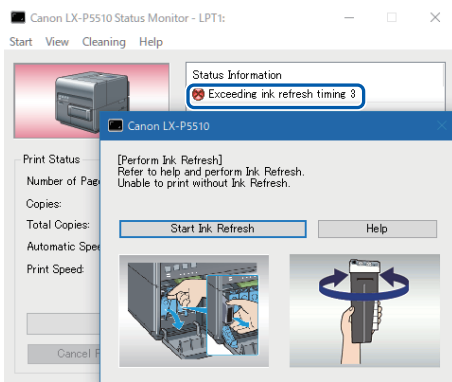 Canon LX-P5510 Status Monitor - LPT1:
Start View Cleaning Help
Status Information
Exceeding ink refresh timing 3
Canon LX-P5510
Print Status
[Perform Ink Refresh]
Refer to help and perform Ink Refresh.
Number of
Unable to print without Ink Refresh.
Copies:
Total Copies:
Start Ink Refresh Help
Automatic
Print Speed:
Cancel